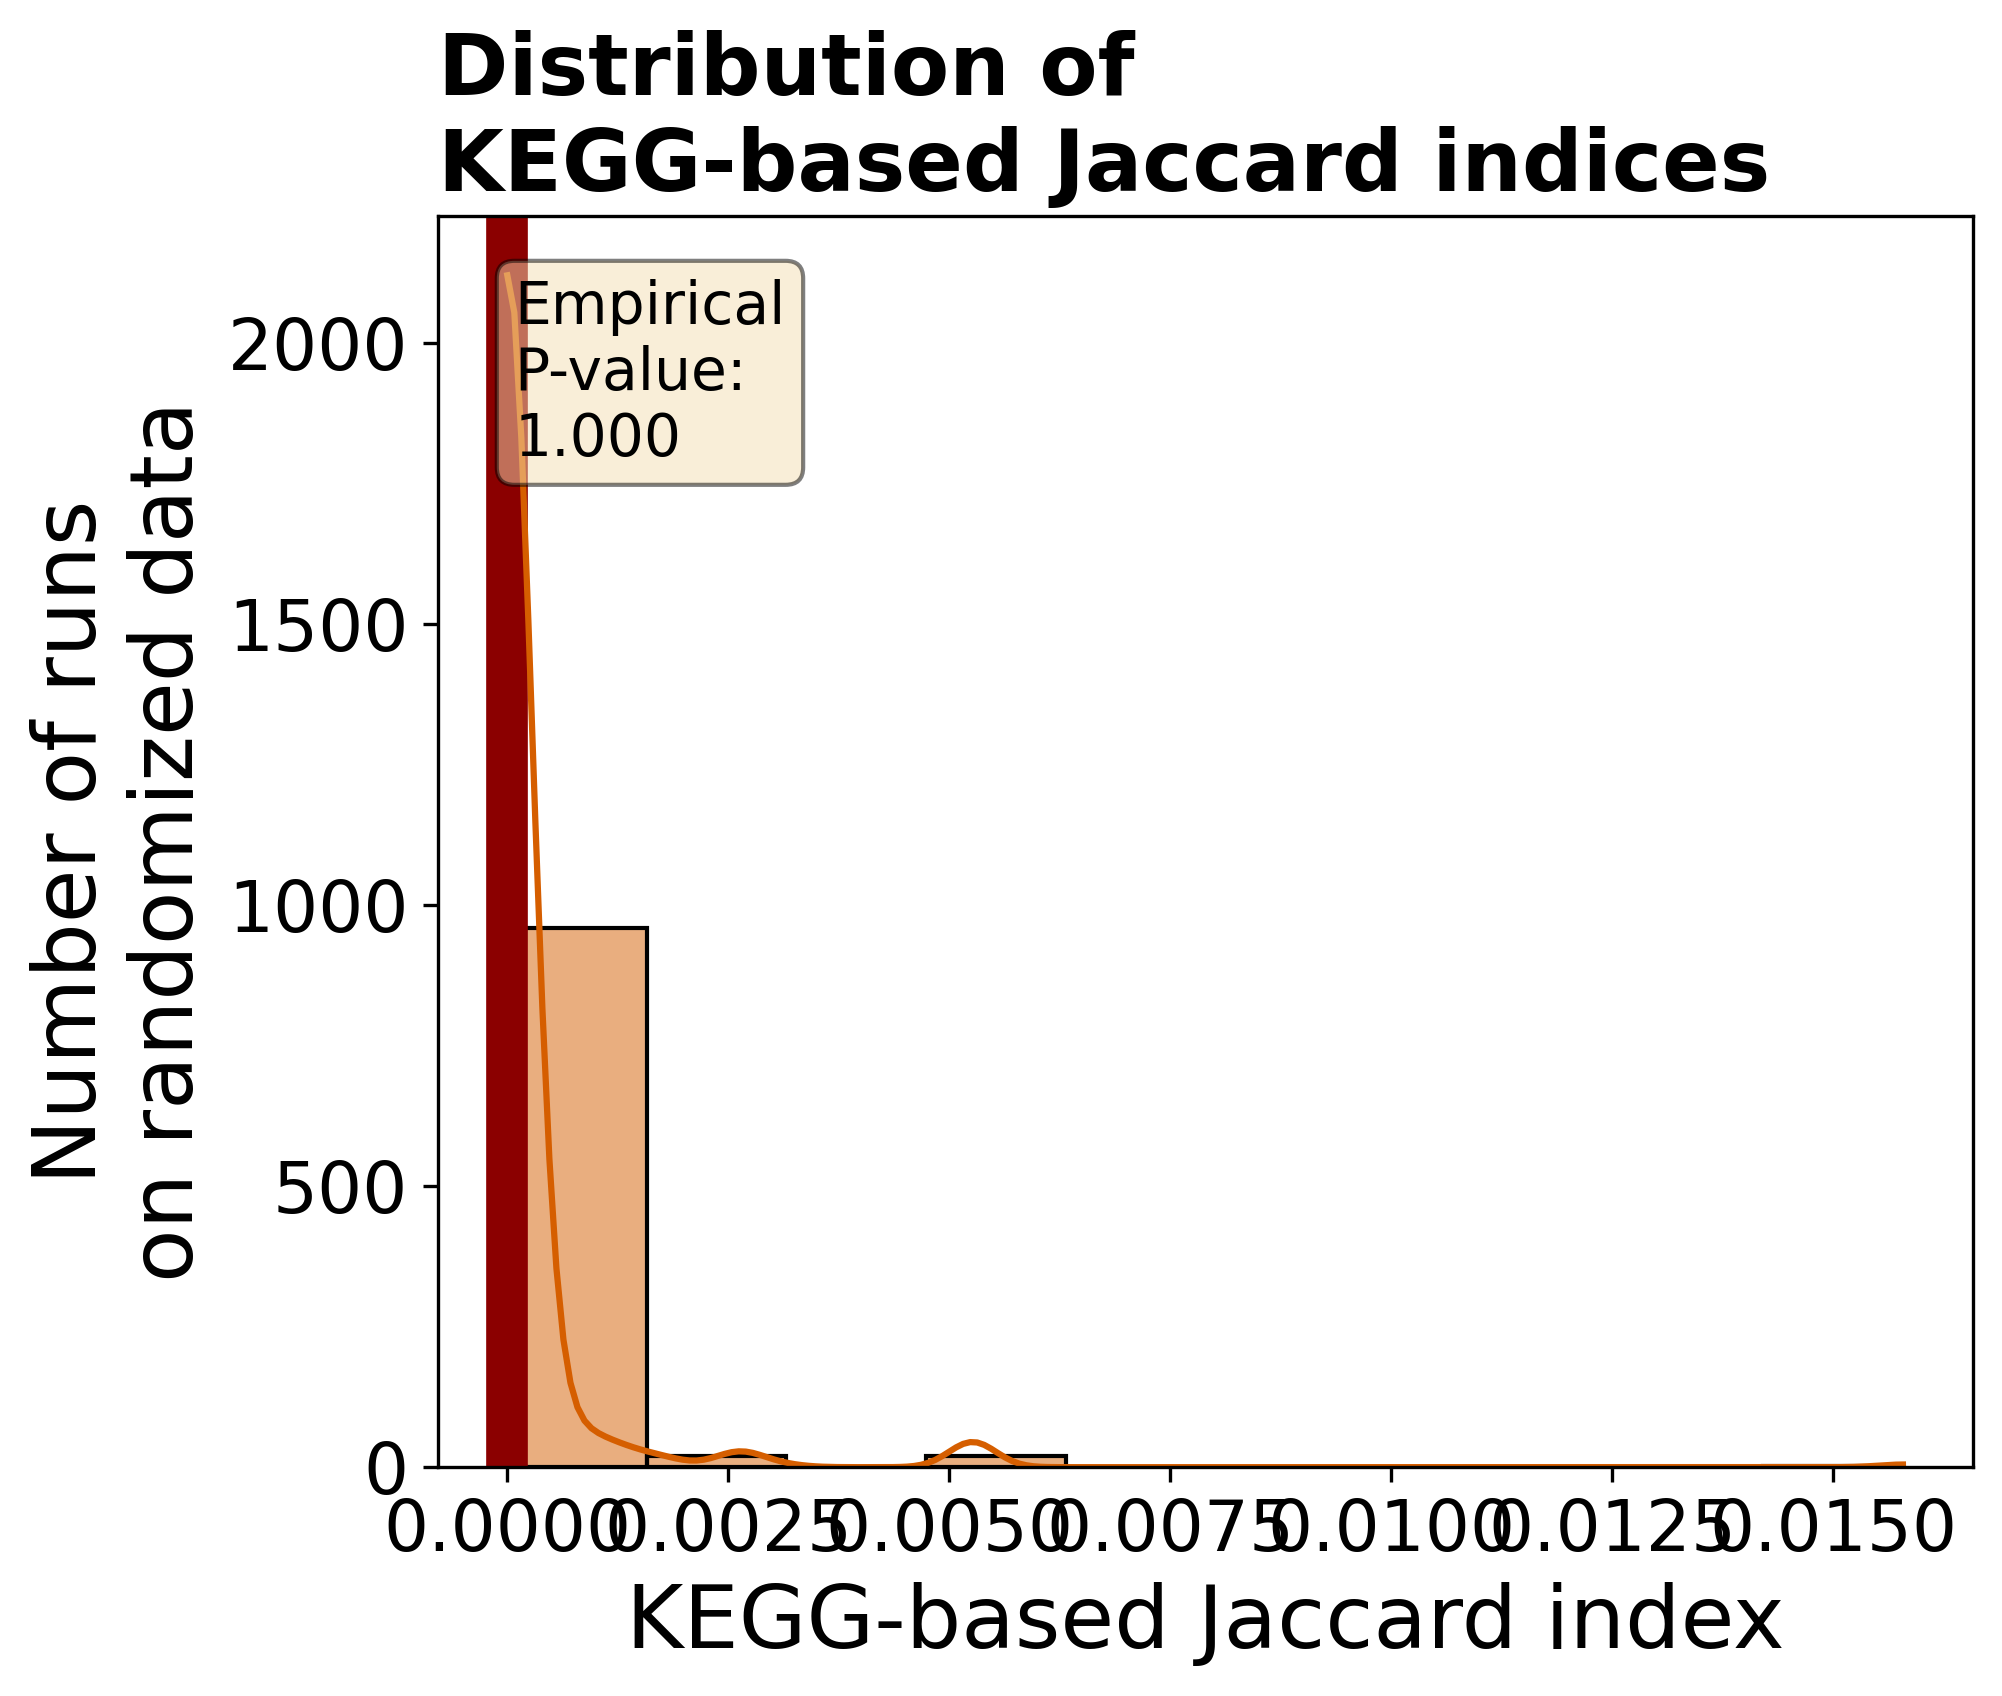 Distribution of
KEGG-based Jaccard indices
Empirical
P-value:
1.000
Number of runs
on randomized data
2000
1500
1000
500
0
0.0000 0.0025 0.0050 0.0075 0.0100 0.0125 0.0150
KEGG-based Jaccard index